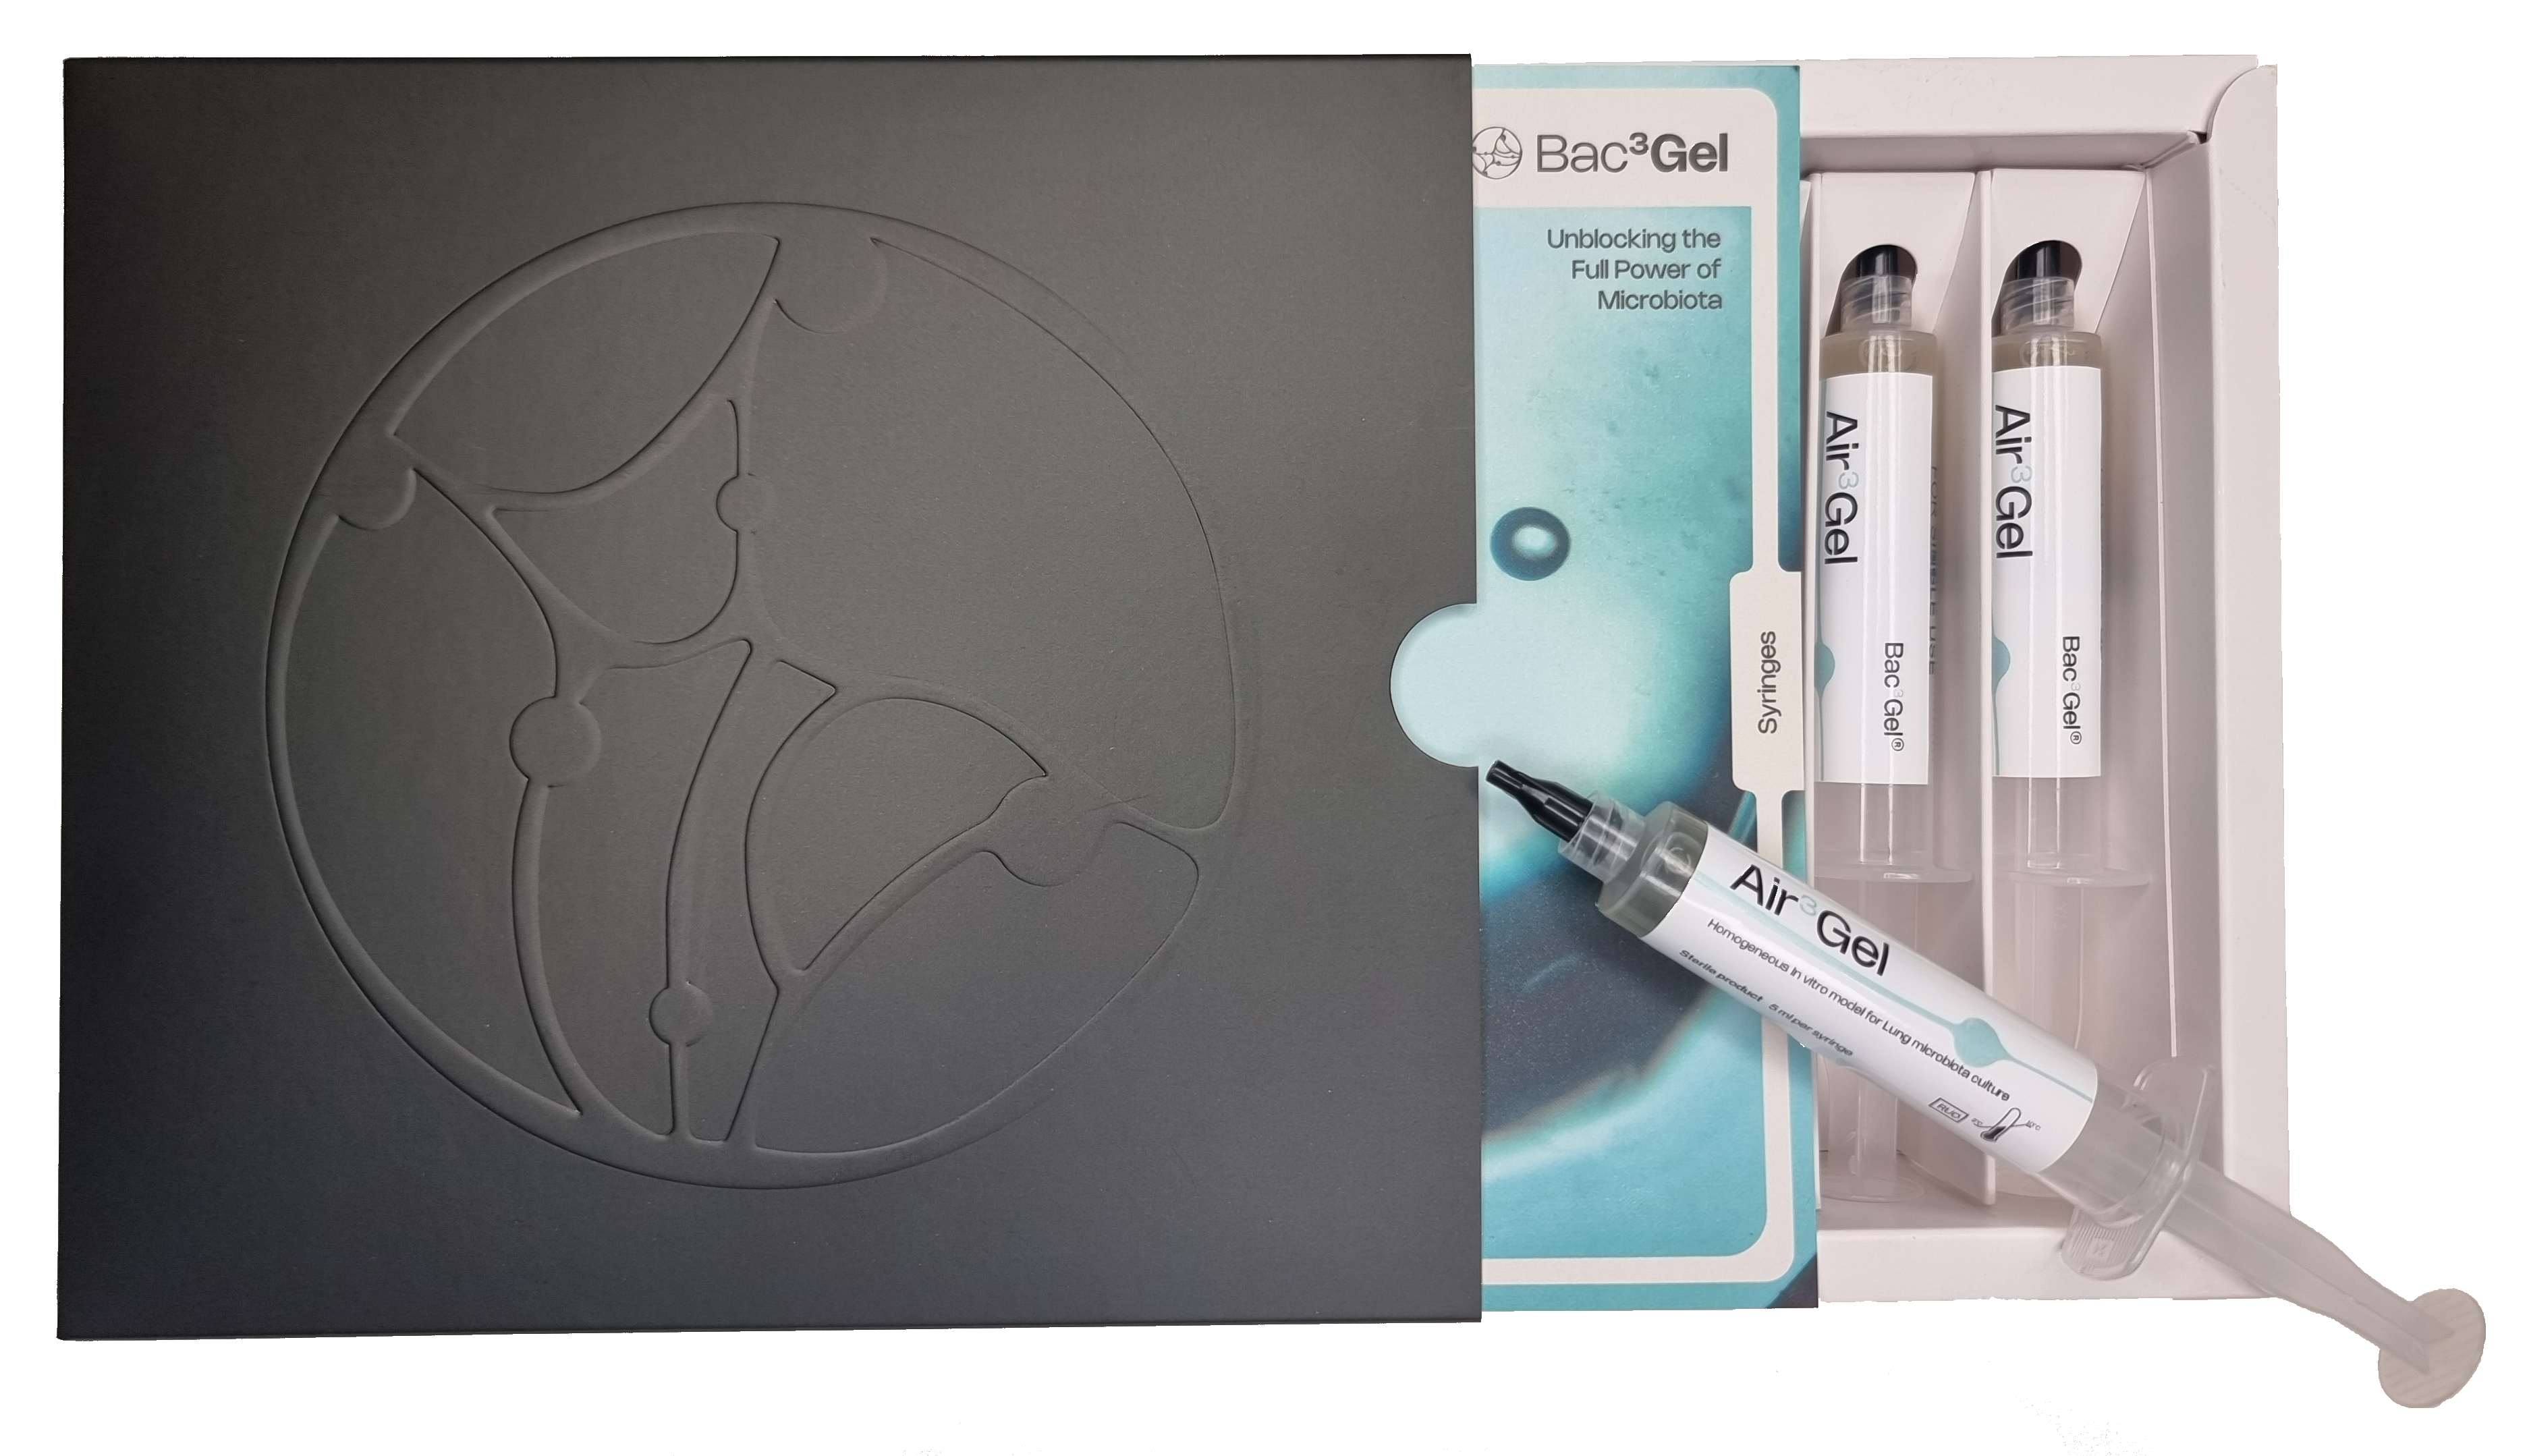 Bac³Gel
Unblocking the
Full Power of
Microbiota
Syringes
Air³Gel
Bac³Gel®
Air³Gel
Bac³Gel®
Air³Gel
Homogeneous in vitro model for Lung microbiota culture
Sterile product 5 ml per syringe
RUO